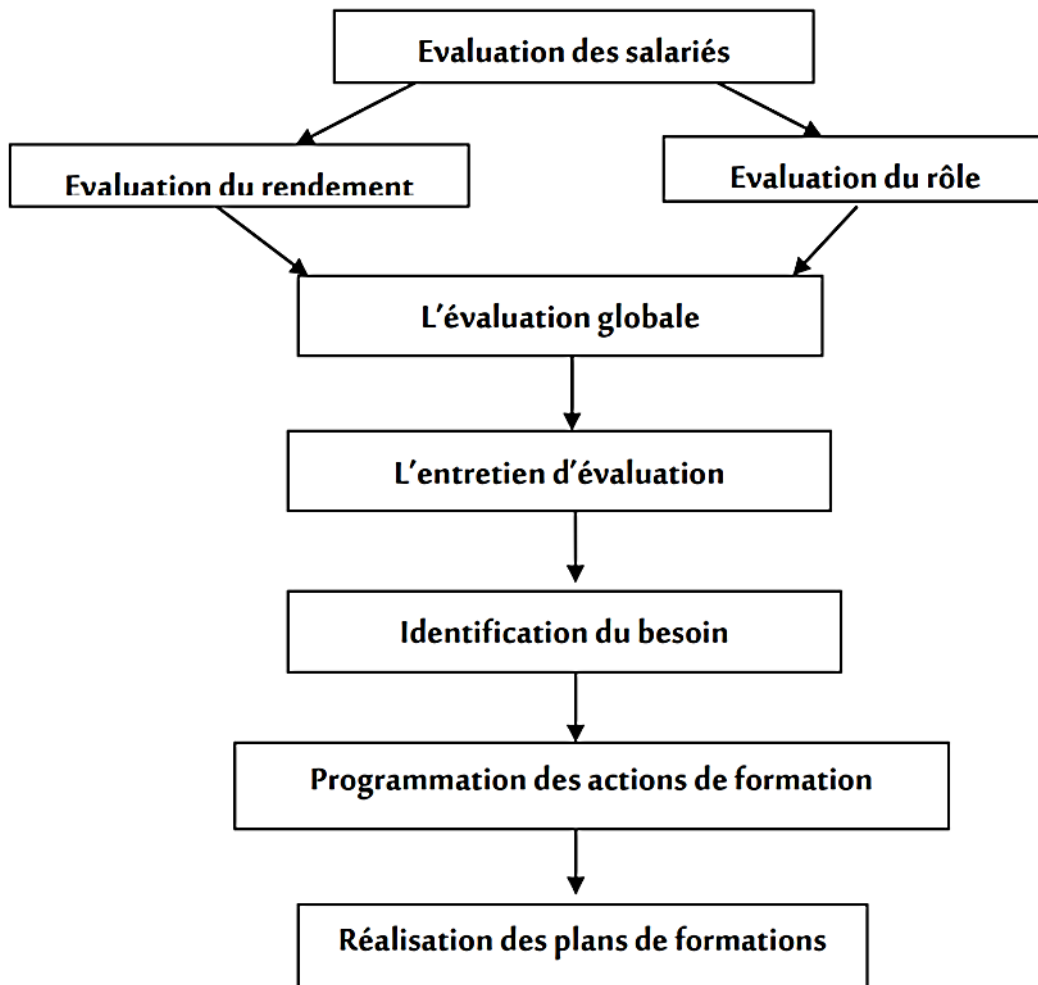 Evaluation des salariés
Evaluation du rendement
Evaluation du rôle
L'évaluation globale
L'entretien d'évaluation
Identification du besoin
Programmation des actions de formation
Réalisation des plans de formations